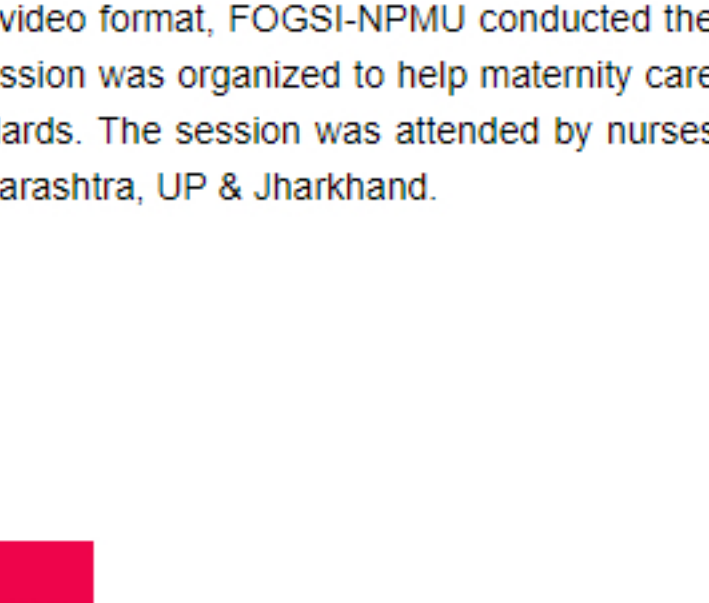 video format, FOGSI-NPMU conducted the
ssion was organized to help maternity care
ards. The session was attended by nurses
arashtra, UP & Jharkhand.